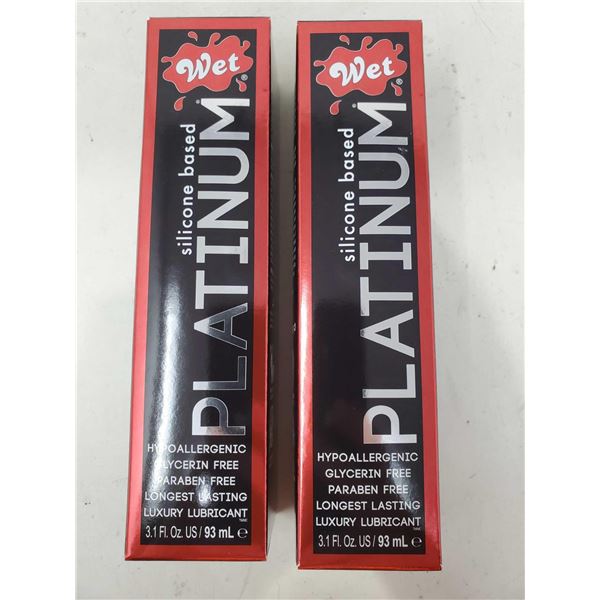 Wet®
silicone based
PLATINUM
HYPOALLERGENIC
GLYCERIN FREE
PARABEN FREE
LONGEST LASTING
LUXURY LUBRICANT
3.1 Fl. Oz. US / 93 mL ℮
Wet®
silicone based
PLATINUM
HYPOALLERGENIC
GLYCERIN FREE
PARABEN FREE
LONGEST LASTING
LUXURY LUBRICANT
3.1 Fl. Oz. US / 93 mL ℮